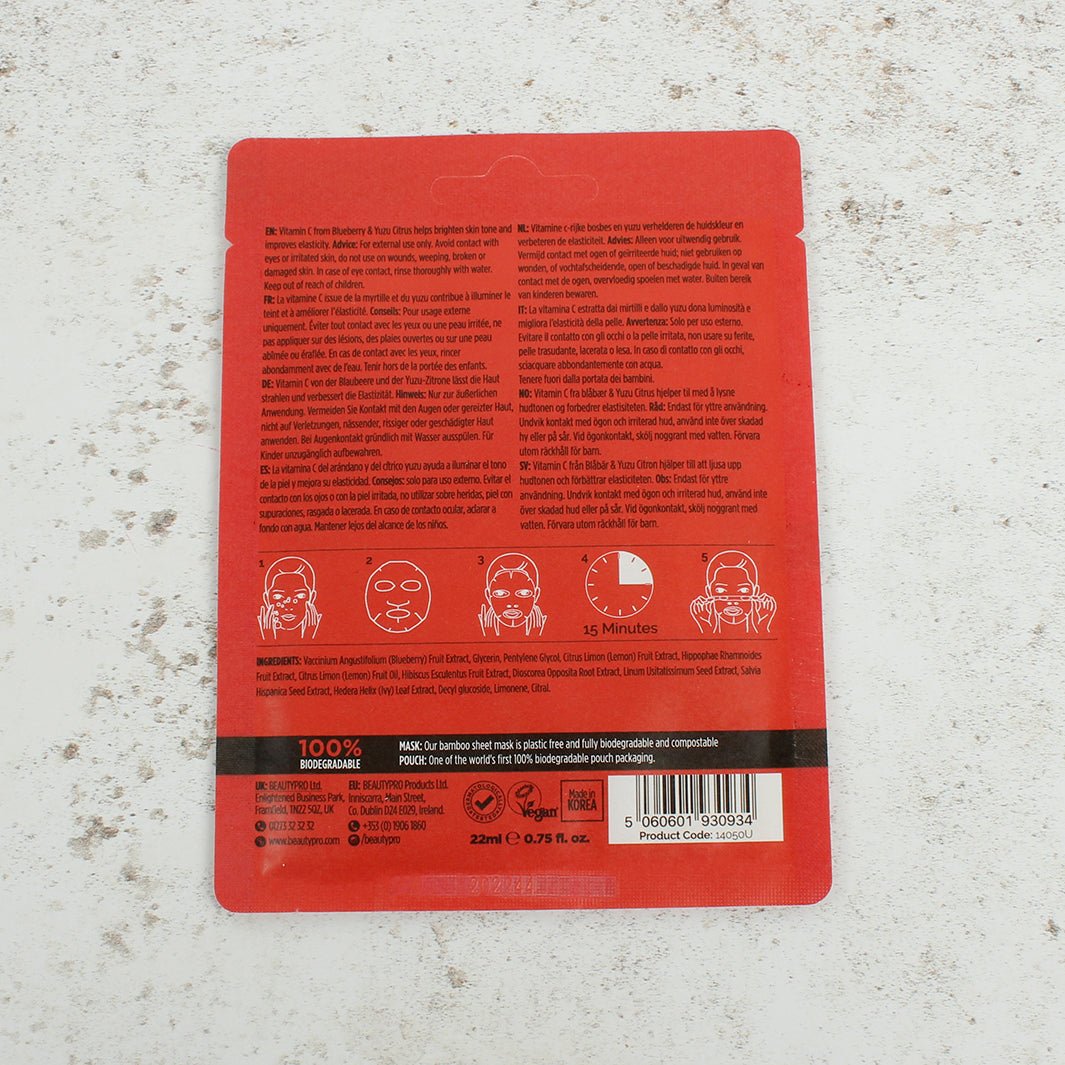 EN: Vitamin C from Blueberry & Yuzu Citrus helps brighten skin tone and
improves elasticity. Advice: For external use only. Avoid contact with
eyes or irritated skin, do not use on wounds, weeping, broken or
damaged skin. In case of eye contact, rinse thoroughly with water.
Keep out of reach of children.
FR: La vitamine C issue de la myrtille et du yuzu contribue à illuminer le
teint et à améliorer l'élasticité. Conseils: Pour usage externe
uniquement. Éviter tout contact avec les yeux ou une peau irritée, ne
pas appliquer sur des lésions, des plaies ouvertes ou sur une peau
abîmée ou éraflée. En cas de contact avec les yeux, rincer
abondamment avec de l'eau. Tenir hors de la portée des enfants.
DE: Vitamin C von der Blaubeere und der Yuzu-Zitrone lässt die Haut
strahlen und verbessert die Elastizität. Hinweis: Nur zur äußerlichen
Anwendung. Vermeiden Sie Kontakt mit den Augen oder gereizter Haut,
nicht auf Verletzungen, nässender, rissiger oder geschädigter Haut
anwenden. Bei Augenkontakt gründlich mit Wasser ausspülen. Für
Kinder unzugänglich aufbewahren.
ES: La vitamina C del arándano y del cítrico yuzu ayuda a iluminar el tono
de la piel y mejora su elasticidad. Consejos: solo para uso externo. Evitar el
contacto con los ojos o con la piel irritada, no utilizar sobre heridas, piel con
supuraciones, rasgada o lacerada. En caso de contacto ocular, aclarar a
fondo con agua. Mantener lejos del alcance de los niños.
NL: Vitamine c-rijke bosbes en yuzu verhelderen de huidskleur en
verbeteren de elasticiteit. Advies: Alleen voor uitwendig gebruik.
Vermijd contact met ogen of geïrriteerde huid; niet gebruiken op
wonden, of vochtafscheidende, open of beschadigde huid. In geval van
contact met de ogen, overvloedig spoelen met water. Buiten bereik
van kinderen bewaren.
IT: La vitamina C estratta dai mirtilli e dallo yuzu dona luminosità e
migliora l'elasticità della pelle. Avvertenza: Solo per uso esterno.
Evitare il contatto con gli occhi o la pelle irritata, non usare su ferite,
pelle trasudante, lacerata o lesa. In caso di contatto con gli occhi,
sciacquare abbondantemente con acqua.
Tenere fuori dalla portata dei bambini.
NO: Vitamin C fra blåbær & Yuzu Citrus hjelper til med å lysne
hudtonen og forbedrer elastisiteten. Råd: Endast för yttre användning.
Undvik kontakt med ögon och irriterad hud, använd inte över skadad
hy eller på sår. Vid ögonkontakt, skölj noggrant med vatten. Förvara
utom räckhåll för barn.
SV: Vitamin C från Blåbär & Yuzu Citron hjälper till att ljusa upp
hudtonen och förbättrar elasticiteten. Obs: Endast för yttre
användning. Undvik kontakt med ögon och irriterad hud, använd inte
över skadad hud eller på sår. Vid ögonkontakt, skölj noggrant med
vatten. Förvara utom räckhåll för barn.
1
2
3
4
5
15 Minutes
INGREDIENTS: Vaccinium Angustifolium (Blueberry) Fruit Extract, Glycerin, Pentylene Glycol, Citrus Limon (Lemon) Fruit Extract, Hippophae Rhamnoides
Fruit Extract, Citrus Limon (Lemon) Fruit Oil, Hibiscus Esculentus Fruit Extract, Dioscorea Opposita Root Extract, Linum Usitatissimum Seed Extract, Salvia
Hispanica Seed Extract, Hedera Helix (Ivy) Leaf Extract, Decyl glucoside, Limonene, Citral.
100%
BIODEGRADABLE
MASK: Our bamboo sheet mask is plastic free and fully biodegradable and compostable
POUCH: One of the world's first 100% biodegradable pouch packaging.
UK: BEAUTYPRO Ltd.
Enlightened Business Park,
Framfield, TN22 5QZ, UK
01273 32 32 32
www.beautypro.com
EU: BEAUTYPRO Products Ltd.
Inniscarra, Main Street,
Co. Dublin D24 E029, Ireland.
+353 (0) 1906 1860
/beautypro
DERMATOLOGICALLY
TESTED
Vegan
Made in
KOREA
22ml e 0.75 fl. oz.
5 060601 930934
Product Code: 14050U